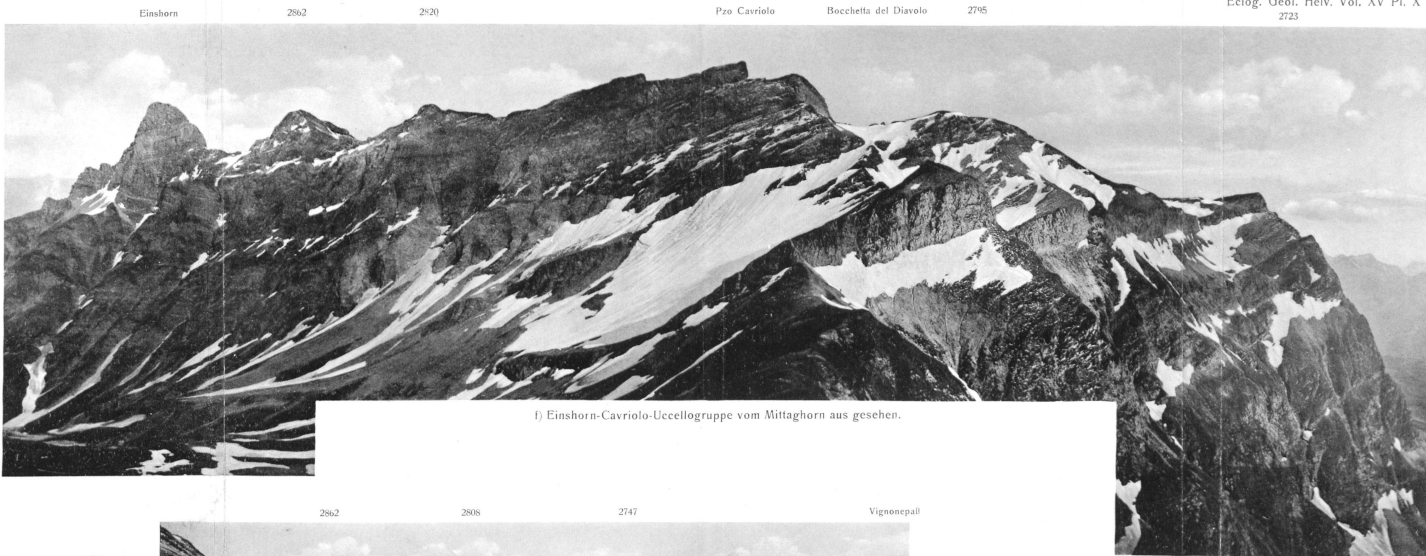 Eclog. Geol. Helv. Vol. XV Pl. X
Einshorn 2862 2820 Pzo Cavriolo Bocchetta del Diavolo 2795 2723
f) Einshorn-Cavriolo-Uccellogruppe vom Mittaghorn aus gesehen.
2862 2808 2747 Vignonepaß